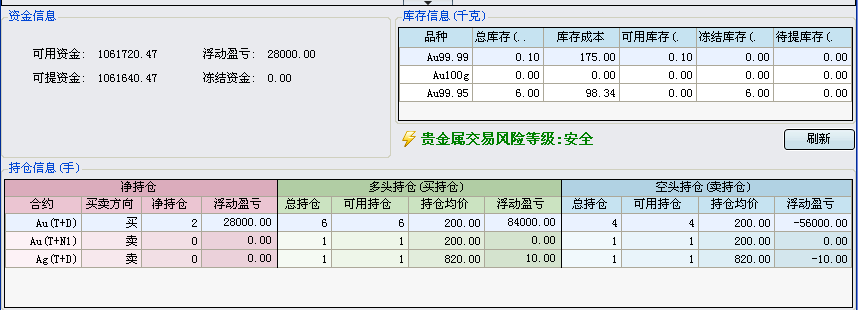 资金信息
可用资金: 1061720.47 浮动盈亏: 28000.00
可提资金: 1061640.47 冻结资金: 0.00
库存信息(千克)
品种 总库存(.. 库存成本 可用库存(. 冻结库存(. 待提库存(.
Au99.99 0.10 175.00 0.10 0.00 0.00
Au100g 0.00 0.00 0.00 0.00 0.00
Au99.95 6.00 98.34 0.00 6.00 0.00
贵金属交易风险等级:安全
刷新
持仓信息(手)
净持仓 多头持仓(买持仓) 空头持仓(卖持仓)
合约 买卖方向 净持仓 浮动盈亏 总持仓 可用持仓 持仓均价 浮动盈亏 总持仓 可用持仓 持仓均价 浮动盈亏
Au(T+D) 买 2 28000.00 6 6 200.00 84000.00 4 4 200.00 -56000.00
Au(T+N1) 卖 0 0.00 1 1 200.00 0.00 1 1 200.00 0.00
Ag(T+D) 卖 0 0.00 1 1 820.00 10.00 1 1 820.00 -10.00